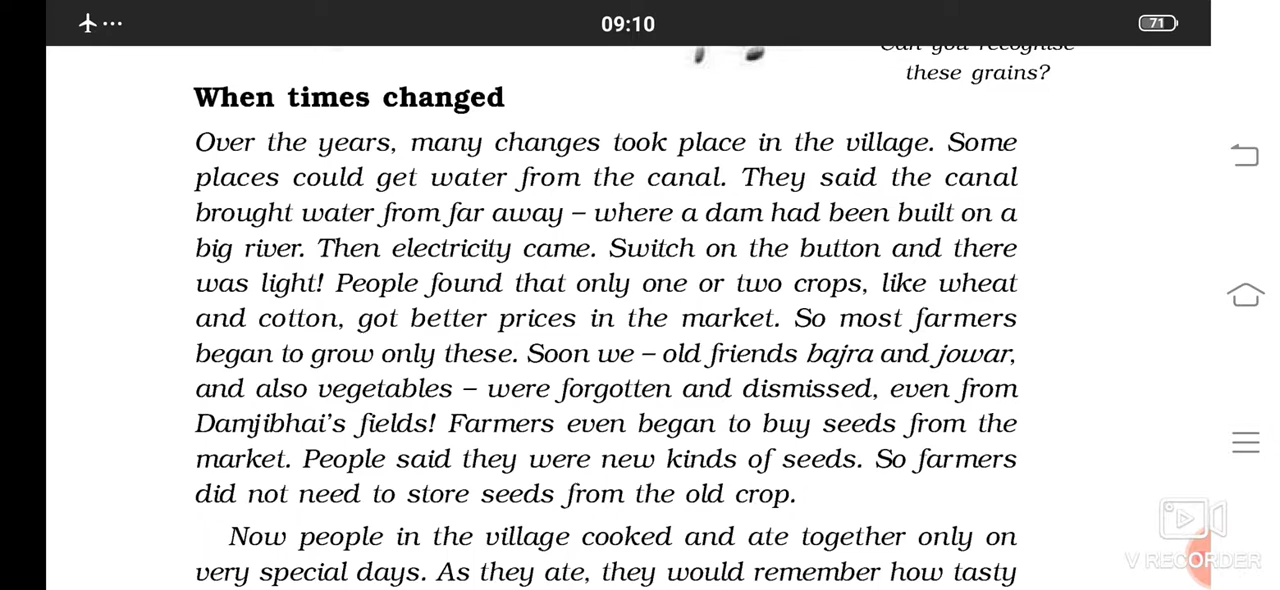 09:10
71
Can you recognise
these grains?
When times changed
Over the years, many changes took place in the village. Some
places could get water from the canal. They said the canal
brought water from far away – where a dam had been built on a
big river. Then electricity came. Switch on the button and there
was light! People found that only one or two crops, like wheat
and cotton, got better prices in the market. So most farmers
began to grow only these. Soon we – old friends bajra and jowar,
and also vegetables – were forgotten and dismissed, even from
Damjibhai's fields! Farmers even began to buy seeds from the
market. People said they were new kinds of seeds. So farmers
did not need to store seeds from the old crop.
Now people in the village cooked and ate together only on
very special days. As they ate, they would remember how tasty
V RECORDER